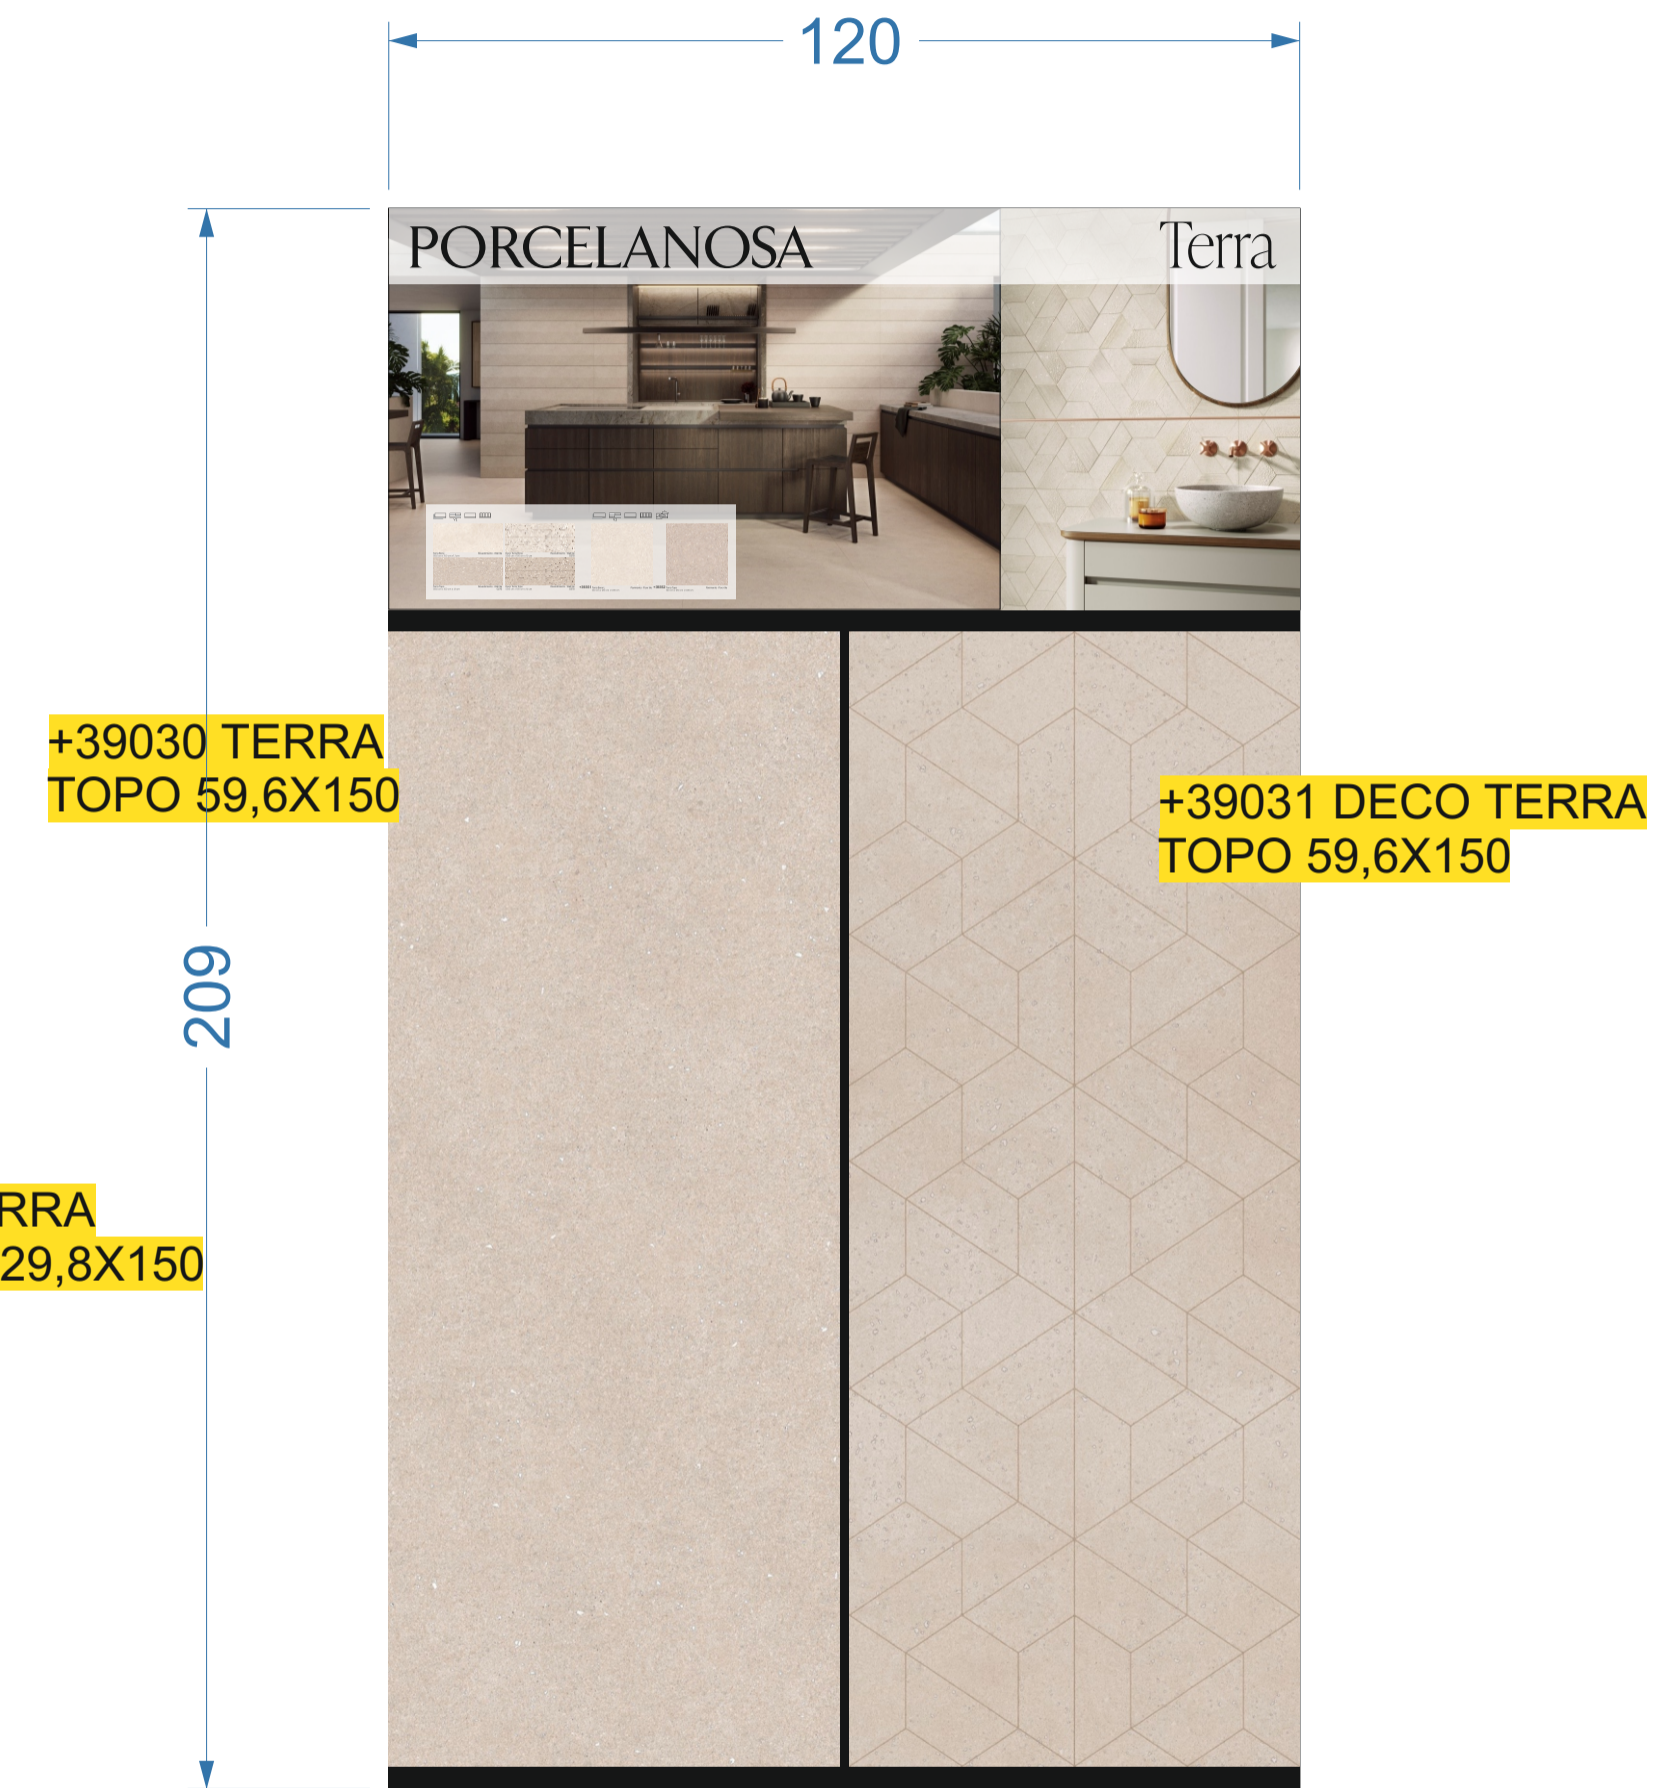 120
PORCELANOSA
Terra
+39030 TERRA
TOPO 59,6X150
+39031 DECO TERRA
TOPO 59,6X150
209
RRA
29,8X150